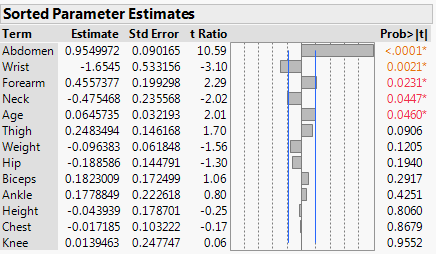 Sorted Parameter Estimates
Term Estimate Std Error t Ratio Prob>|t|
Abdomen 0.9549972 0.090165 10.59 <.0001*
Wrist -1.6545 0.533156 -3.10 0.0021*
Forearm 0.4557377 0.199298 2.29 0.0231*
Neck -0.475468 0.235568 -2.02 0.0447*
Age 0.0645735 0.032193 2.01 0.0460*
Thigh 0.2483494 0.146168 1.70 0.0906
Weight -0.096383 0.061848 -1.56 0.1205
Hip -0.188586 0.144791 -1.30 0.1940
Biceps 0.1823009 0.172499 1.06 0.2917
Ankle 0.1778849 0.222618 0.80 0.4251
Height -0.043939 0.178701 -0.25 0.8060
Chest -0.017185 0.103222 -0.17 0.8679
Knee 0.0139463 0.247747 0.06 0.9552